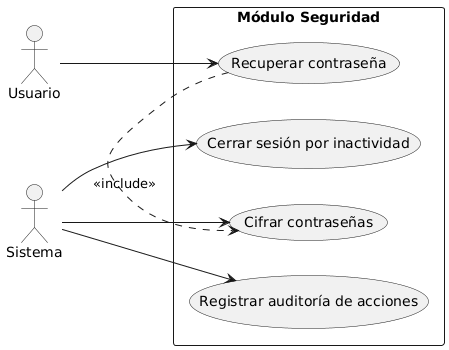 Módulo Seguridad
Usuario
Recuperar contraseña
Cerrar sesión por inactividad
«include»
Sistema
Cifrar contraseñas
Registrar auditoría de acciones